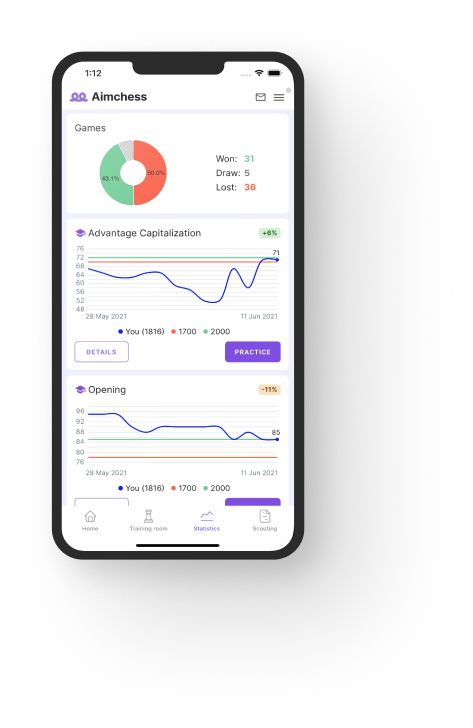 1:12
Aimchess
Games
43.1%
50.0%
Won: 31
Draw: 5
Lost: 36
Advantage Capitalization +6%
76
72
68
64
60
56
52
48
71
28 May 2021 11 Jun 2021
You (1816) 1700 2000
DETAILS PRACTICE
Opening -11%
96
92
88
84
80
76
85
28 May 2021 11 Jun 2021
You (1816) 1700 2000
Home Training room Statistics Scouting